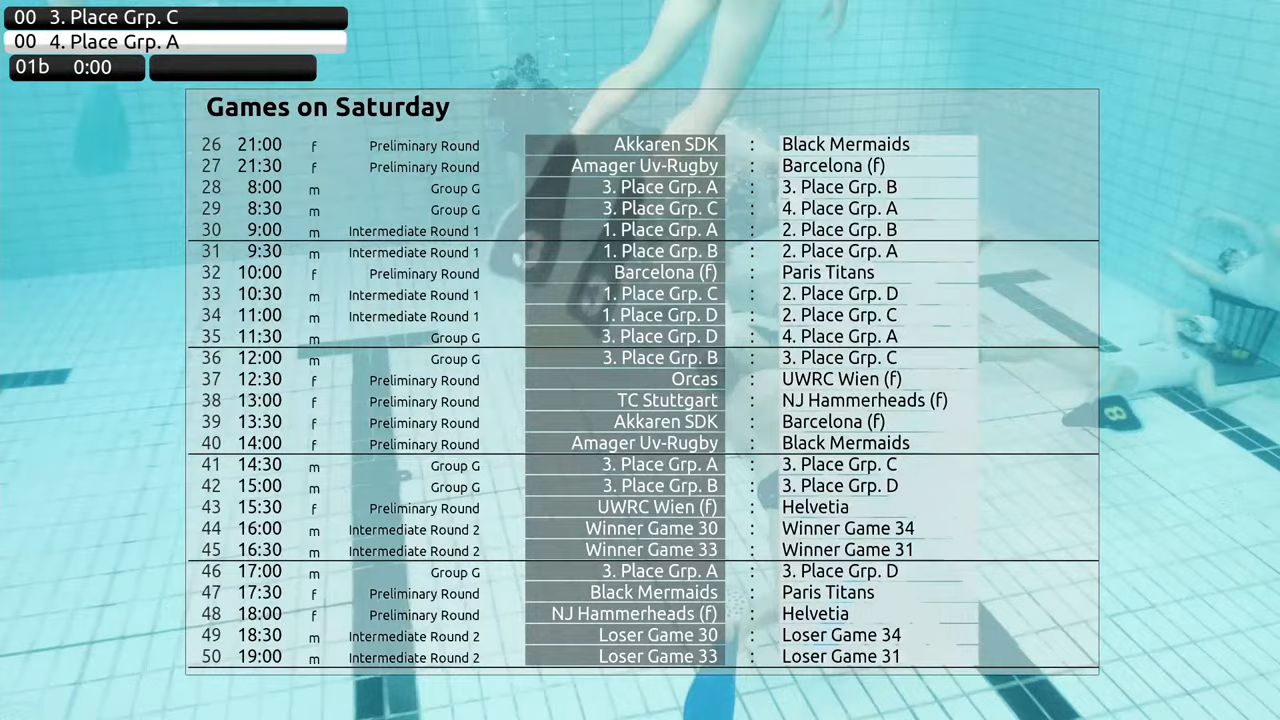 00 3. Place Grp. C
00 4. Place Grp. A
01b 0:00
Games on Saturday
26 21:00 f Preliminary Round Akkaren SDK : Black Mermaids
27 21:30 f Preliminary Round Amager Uv-Rugby : Barcelona (f)
28 8:00 m Group G 3. Place Grp. A : 3. Place Grp. B
29 8:30 m Group G 3. Place Grp. C : 4. Place Grp. A
30 9:00 m Intermediate Round 1 1. Place Grp. A : 2. Place Grp. B
31 9:30 m Intermediate Round 1 1. Place Grp. B : 2. Place Grp. A
32 10:00 f Preliminary Round Barcelona (f) : Paris Titans
33 10:30 m Intermediate Round 1 1. Place Grp. C : 2. Place Grp. D
34 11:00 m Intermediate Round 1 1. Place Grp. D : 2. Place Grp. C
35 11:30 m Group G 3. Place Grp. D : 4. Place Grp. A
36 12:00 m Group G 3. Place Grp. B : 3. Place Grp. C
37 12:30 f Preliminary Round Orcas : UWRC Wien (f)
38 13:00 f Preliminary Round TC Stuttgart : NJ Hammerheads (f)
39 13:30 f Preliminary Round Akkaren SDK : Barcelona (f)
40 14:00 f Preliminary Round Amager Uv-Rugby : Black Mermaids
41 14:30 m Group G 3. Place Grp. A : 3. Place Grp. C
42 15:00 m Group G 3. Place Grp. B : 3. Place Grp. D
43 15:30 f Preliminary Round UWRC Wien (f) : Helvetia
44 16:00 m Intermediate Round 2 Winner Game 30 : Winner Game 34
45 16:30 m Intermediate Round 2 Winner Game 33 : Winner Game 31
46 17:00 m Group G 3. Place Grp. A : 3. Place Grp. D
47 17:30 f Preliminary Round Black Mermaids : Paris Titans
48 18:00 f Preliminary Round NJ Hammerheads (f) : Helvetia
49 18:30 m Intermediate Round 2 Loser Game 30 : Loser Game 34
50 19:00 m Intermediate Round 2 Loser Game 33 : Loser Game 31
8